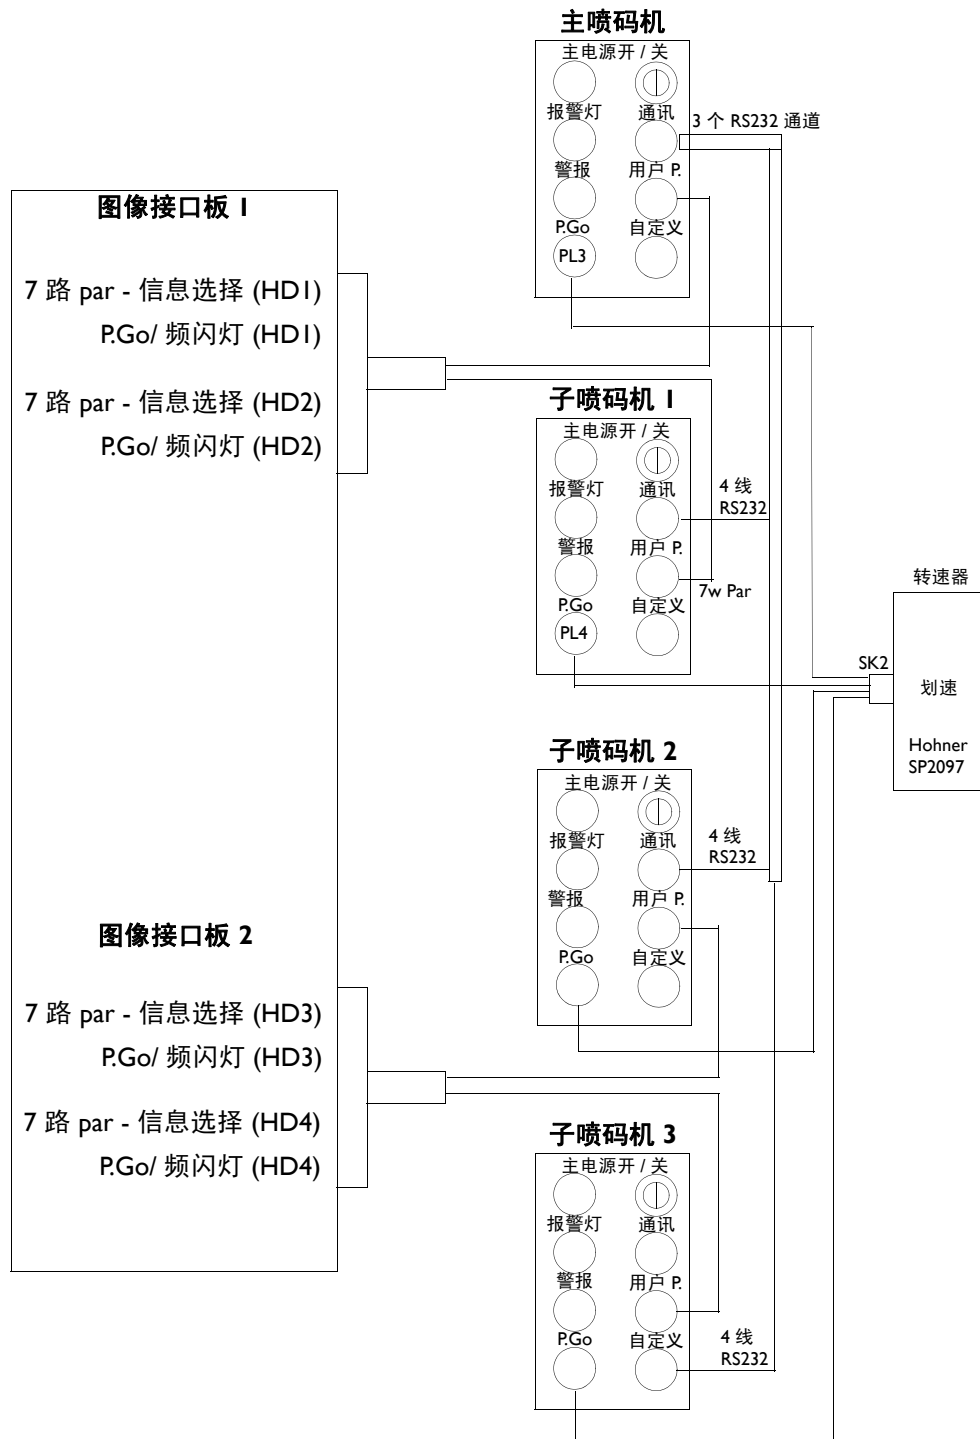 主喷码机
主电源开 / 关
报警灯
通讯
3 个 RS232 通道
警报
用户 P.
P.Go
自定义
PL3
图像接口板 1
7 路 par - 信息选择 (HD1)
P.Go/ 频闪灯 (HD1)
7 路 par - 信息选择 (HD2)
P.Go/ 频闪灯 (HD2)
子喷码机 1
主电源开 / 关
报警灯
通讯
4 线
RS232
警报
用户 P.
7w Par
P.Go
自定义
PL4
转速器
SK2
划速
Hohner
SP2097
子喷码机 2
主电源开 / 关
报警灯
通讯
4 线
RS232
警报
用户 P.
P.Go
自定义
图像接口板 2
7 路 par - 信息选择 (HD3)
P.Go/ 频闪灯 (HD3)
7 路 par - 信息选择 (HD4)
P.Go/ 频闪灯 (HD4)
子喷码机 3
主电源开 / 关
报警灯
通讯
警报
用户 P.
P.Go
自定义
4 线
RS232